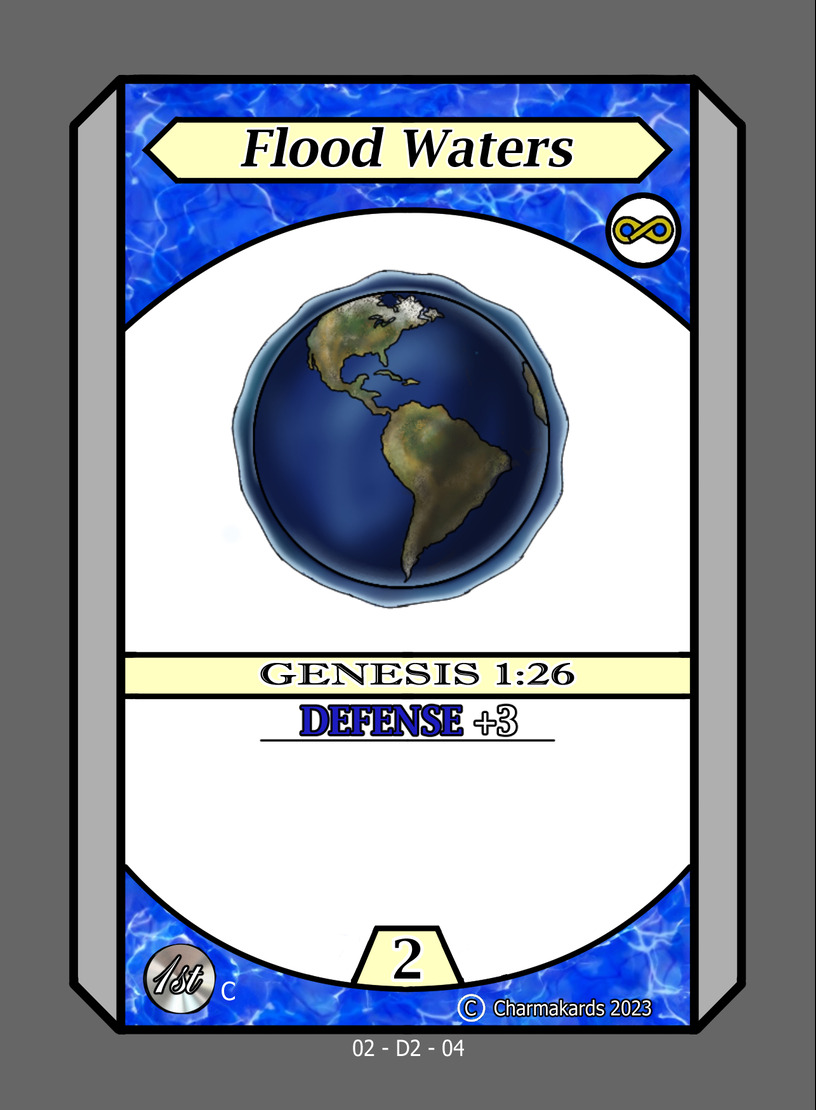 Flood Waters
GENESIS 1:26
DEFENSE +3
2
1st C
© Charmakards 2023
02 - D2 - 04